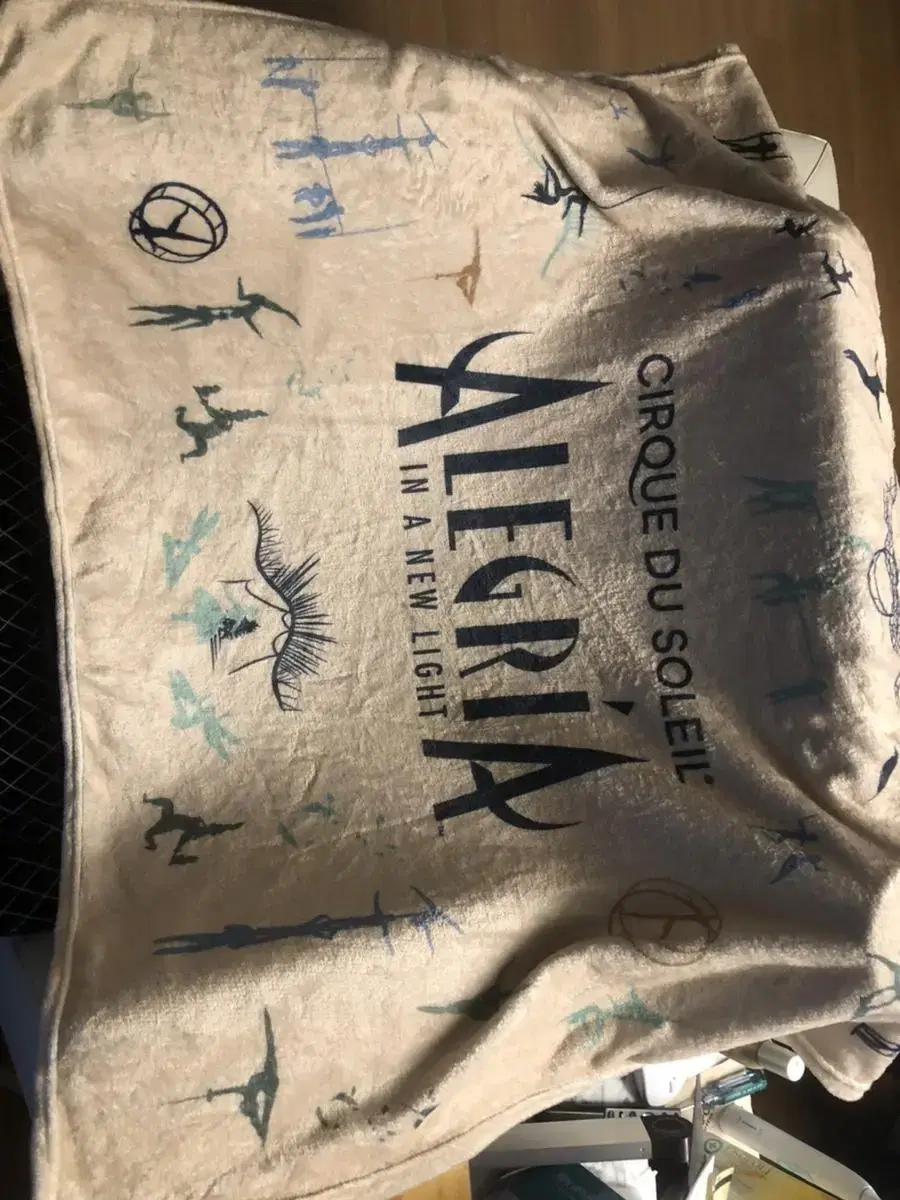 CIRQUE DU SOLEIL
ALEGRÍA
IN A NEW LIGHT